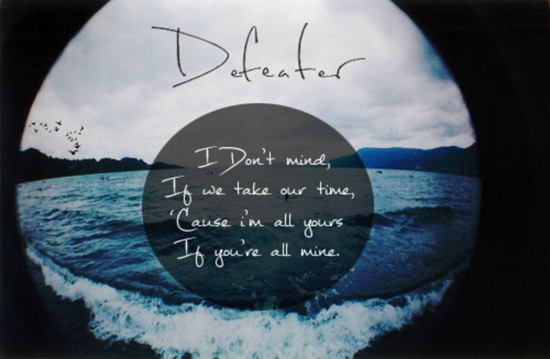 Defeater
I Don't mind,
If we take our time,
'Cause i'm all yours
If you're all mine.